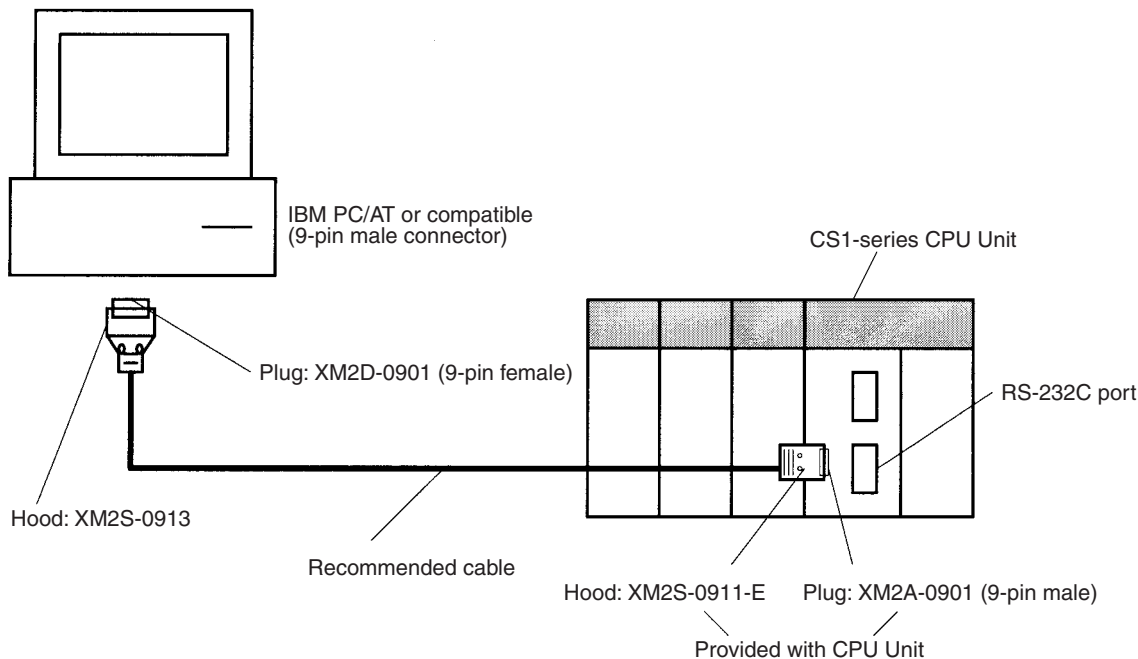 IBM PC/AT or compatible
(9-pin male connector)
CS1-series CPU Unit
Plug: XM2D-0901 (9-pin female)
RS-232C port
Hood: XM2S-0913
Recommended cable
Hood: XM2S-0911-E
Plug: XM2A-0901 (9-pin male)
Provided with CPU Unit